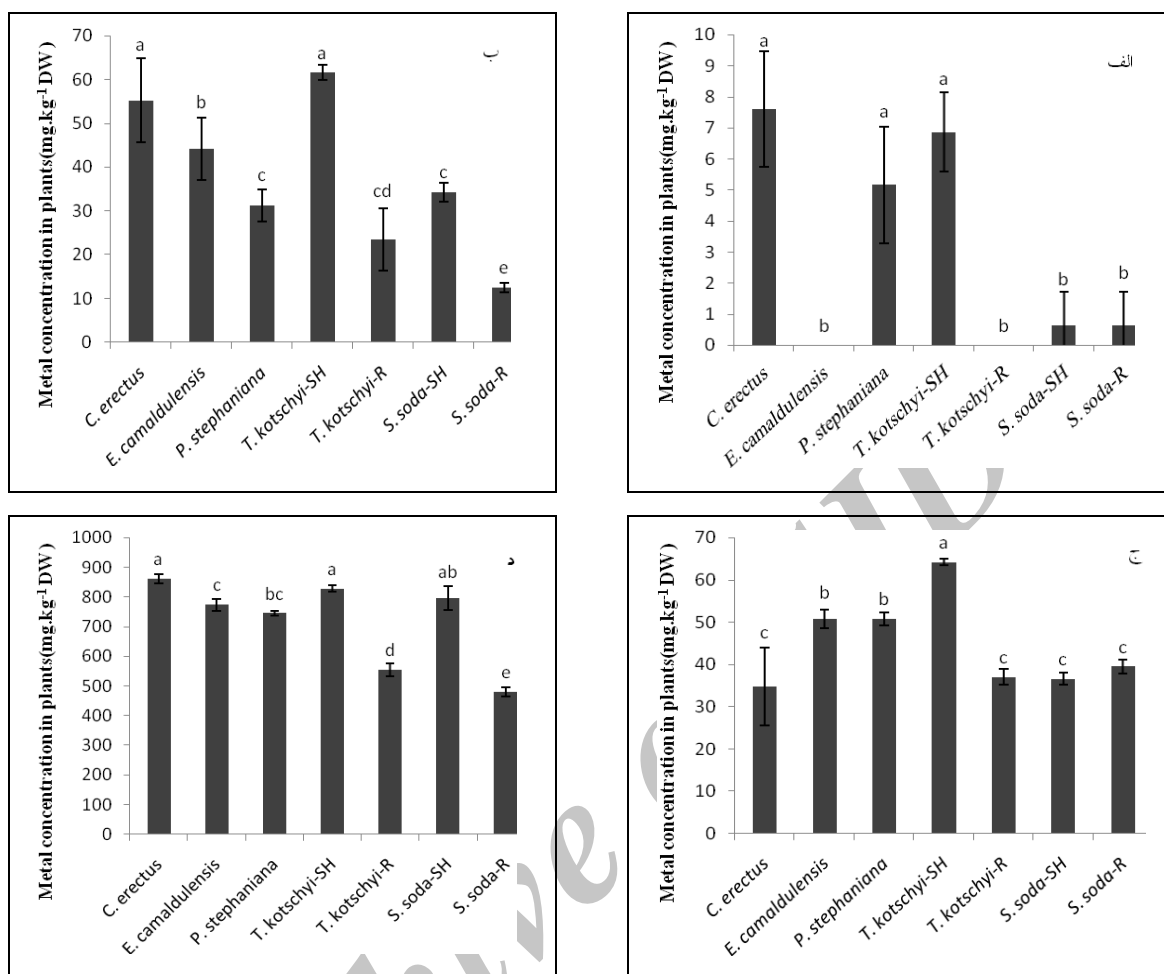 70
60
50
40
30
20
10
0
Metal concentration in plants(mg.kg-1 DW)
ب
a
b
c
a
cd
c
e
C. erectus
E. camaldulensis
P. stephaniana
T. kotschyi-SH
T. kotschyi-R
S. soda-SH
S. soda-R
10
9
8
7
6
5
4
3
2
1
0
Metal concentration in plants(mg.kg-1 DW)
الف
a
b
a
a
b
b
b
C. erectus
E. camaldulensis
P. stephaniana
T. kotschyi-SH
T. kotschyi-R
S. soda-SH
S. soda-R
1000
900
800
700
600
500
400
300
200
100
0
Metal concentration in plants(mg.kg-1 DW)
د
a
c
bc
a
d
ab
e
C. erectus
E. camaldulensis
P. stephaniana
T. kotschyi-SH
T. kotschyi-R
S. soda-SH
S. soda-R
70
60
50
40
30
20
10
0
Metal concentration in plants(mg.kg-1 DW)
ج
c
b
b
a
c
c
c
C. erectus
E. camaldulensis
P. stephaniana
T. kotschyi-SH
T. kotschyi-R
S. soda-SH
S. soda-R